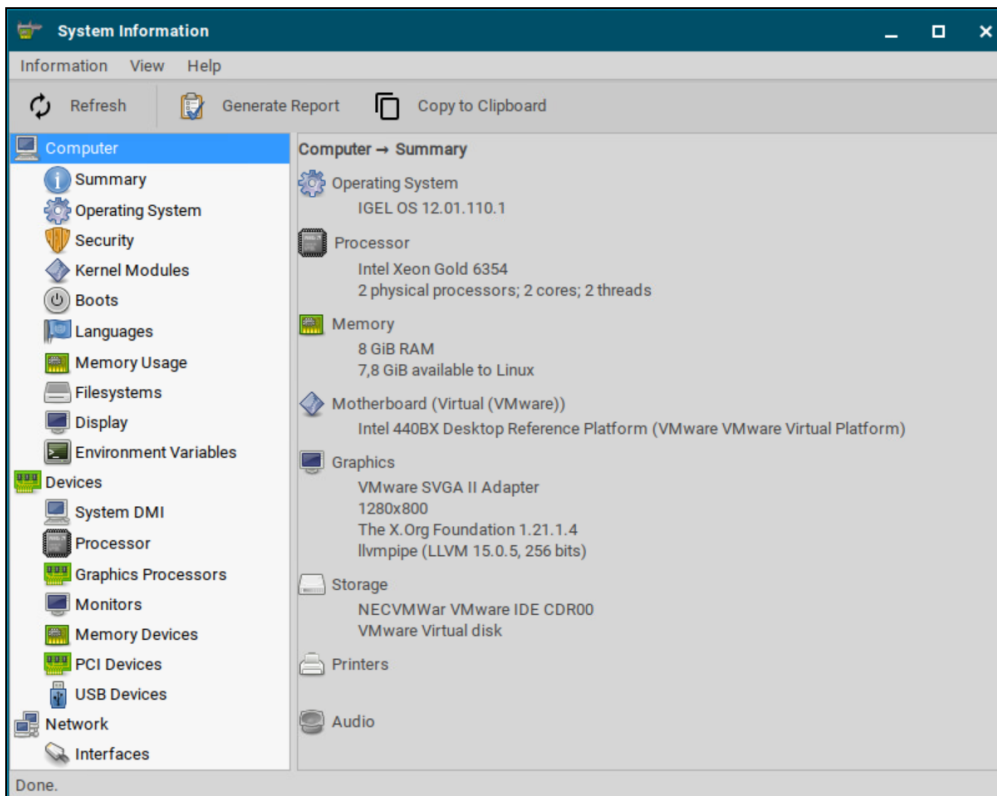 System Information
Information View Help
Refresh Generate Report Copy to Clipboard
Computer
Summary
Operating System
Security
Kernel Modules
Boots
Languages
Memory Usage
Filesystems
Display
Environment Variables
Devices
System DMI
Processor
Graphics Processors
Monitors
Memory Devices
PCI Devices
USB Devices
Network
Interfaces
Computer → Summary
Operating System
IGEL OS 12.01.110.1
Processor
Intel Xeon Gold 6354
2 physical processors; 2 cores; 2 threads
Memory
8 GiB RAM
7,8 GiB available to Linux
Motherboard (Virtual (VMware))
Intel 440BX Desktop Reference Platform (VMware VMware Virtual Platform)
Graphics
VMware SVGA II Adapter
1280x800
The X.Org Foundation 1.21.1.4
llvmpipe (LLVM 15.0.5, 256 bits)
Storage
NECVMWar VMware IDE CDR00
VMware Virtual disk
Printers
Audio
Done.